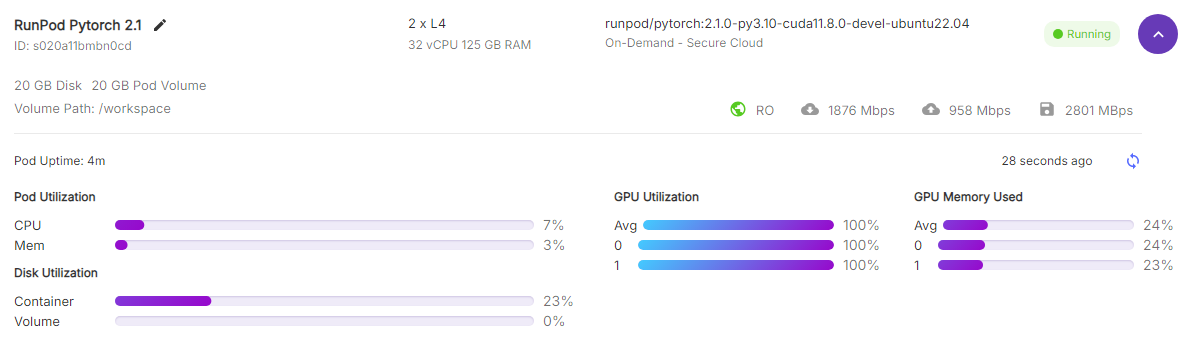 RunPod Pytorch 2.1
ID: s020a11bmbn0cd
2 x L4
32 vCPU 125 GB RAM
runpod/pytorch:2.1.0-py3.10-cuda11.8.0-devel-ubuntu22.04
On-Demand - Secure Cloud
Running
20 GB Disk 20 GB Pod Volume
Volume Path: /workspace
RO 1876 Mbps 958 Mbps 2801 MBps
Pod Uptime: 4m
28 seconds ago
Pod Utilization
CPU 7%
Mem 3%
Disk Utilization
Container 23%
Volume 0%
GPU Utilization
Avg 100%
0 100%
1 100%
GPU Memory Used
Avg 24%
0 24%
1 23%